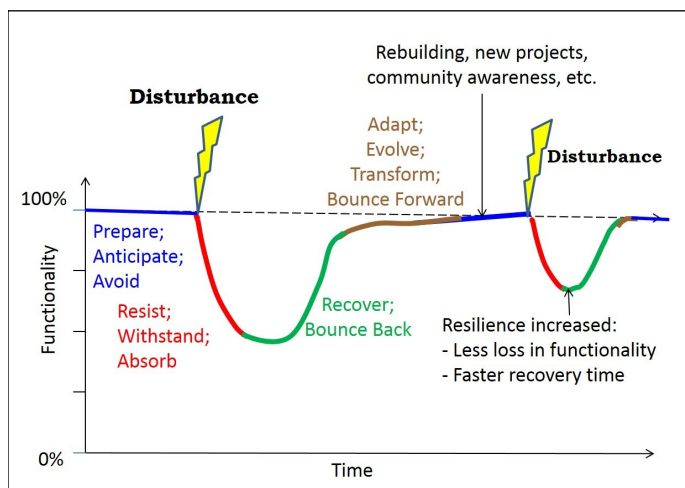 Rebuilding, new projects,
community awareness, etc.
Disturbance
Adapt;
Evolve;
Transform;
Bounce Forward
Disturbance
100%
Prepare;
Anticipate;
Avoid
Resist;
Withstand;
Absorb
Recover;
Bounce Back
Resilience increased:
- Less loss in functionality
- Faster recovery time
Functionality
0%
Time